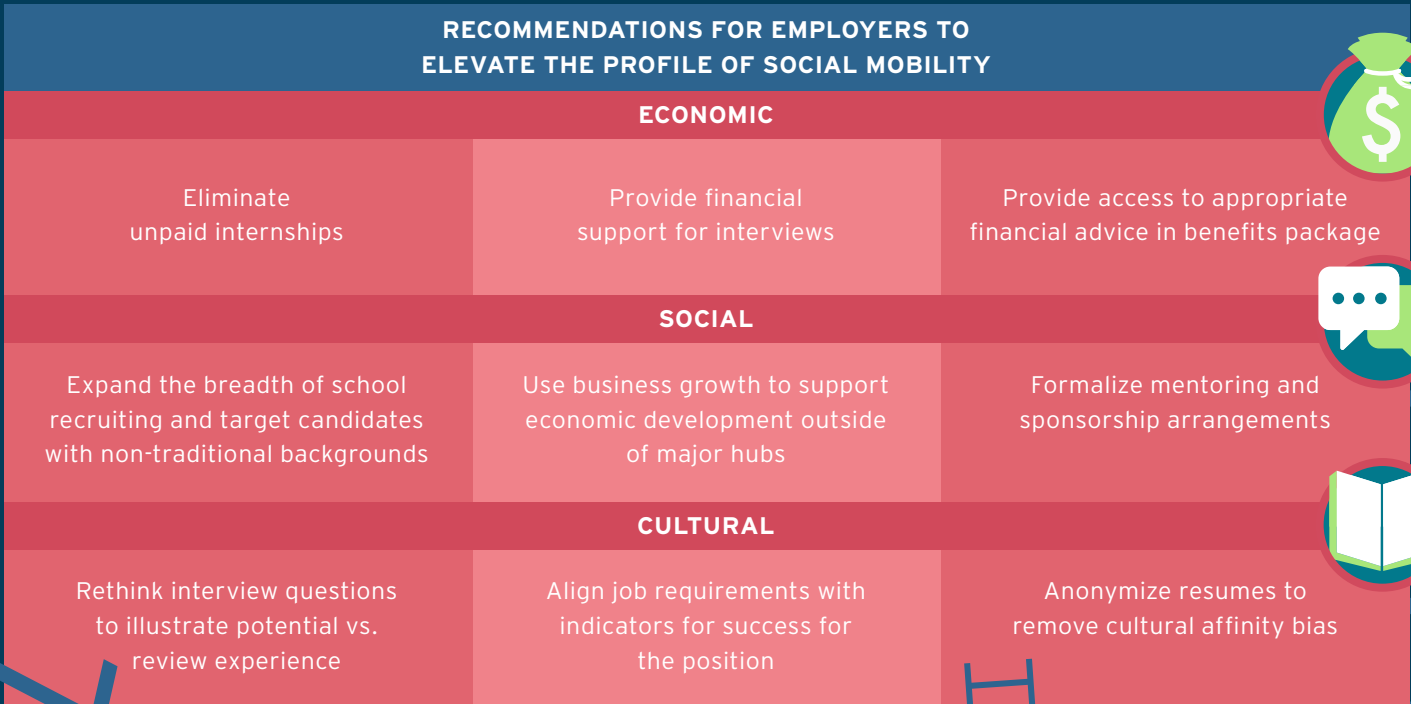 RECOMMENDATIONS FOR EMPLOYERS TO
ELEVATE THE PROFILE OF SOCIAL MOBILITY
ECONOMIC
Eliminate
unpaid internships
Provide financial
support for interviews
Provide access to appropriate
financial advice in benefits package
SOCIAL
Expand the breadth of school
recruiting and target candidates
with non-traditional backgrounds
Use business growth to support
economic development outside
of major hubs
Formalize mentoring and
sponsorship arrangements
CULTURAL
Rethink interview questions
to illustrate potential vs.
review experience
Align job requirements with
indicators for success for
the position
Anonymize resumes to
remove cultural affinity bias
$